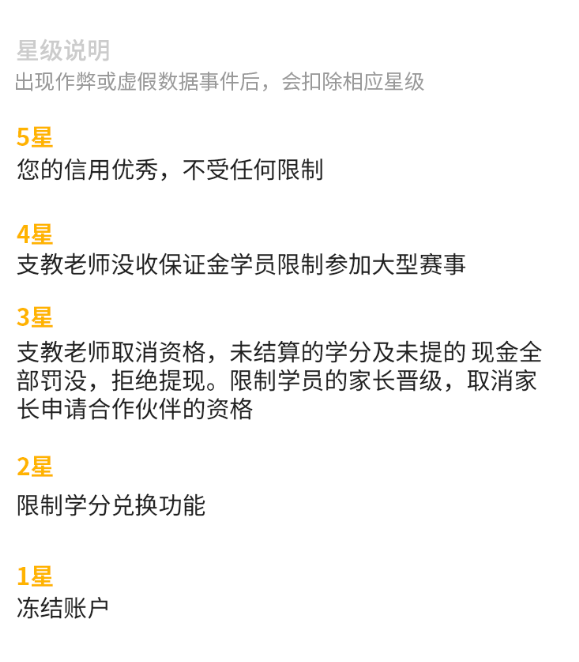 星级说明
出现作弊或虚假数据事件后，会扣除相应星级
5星
您的信用优秀，不受任何限制
4星
支教老师没收保证金学员限制参加大型赛事
3星
支教老师取消资格，未结算的学分及未提的 现金全
部罚没，拒绝提现。限制学员的家长晋级，取消家
长申请合作伙伴的资格
2星
限制学分兑换功能
1星
冻结账户